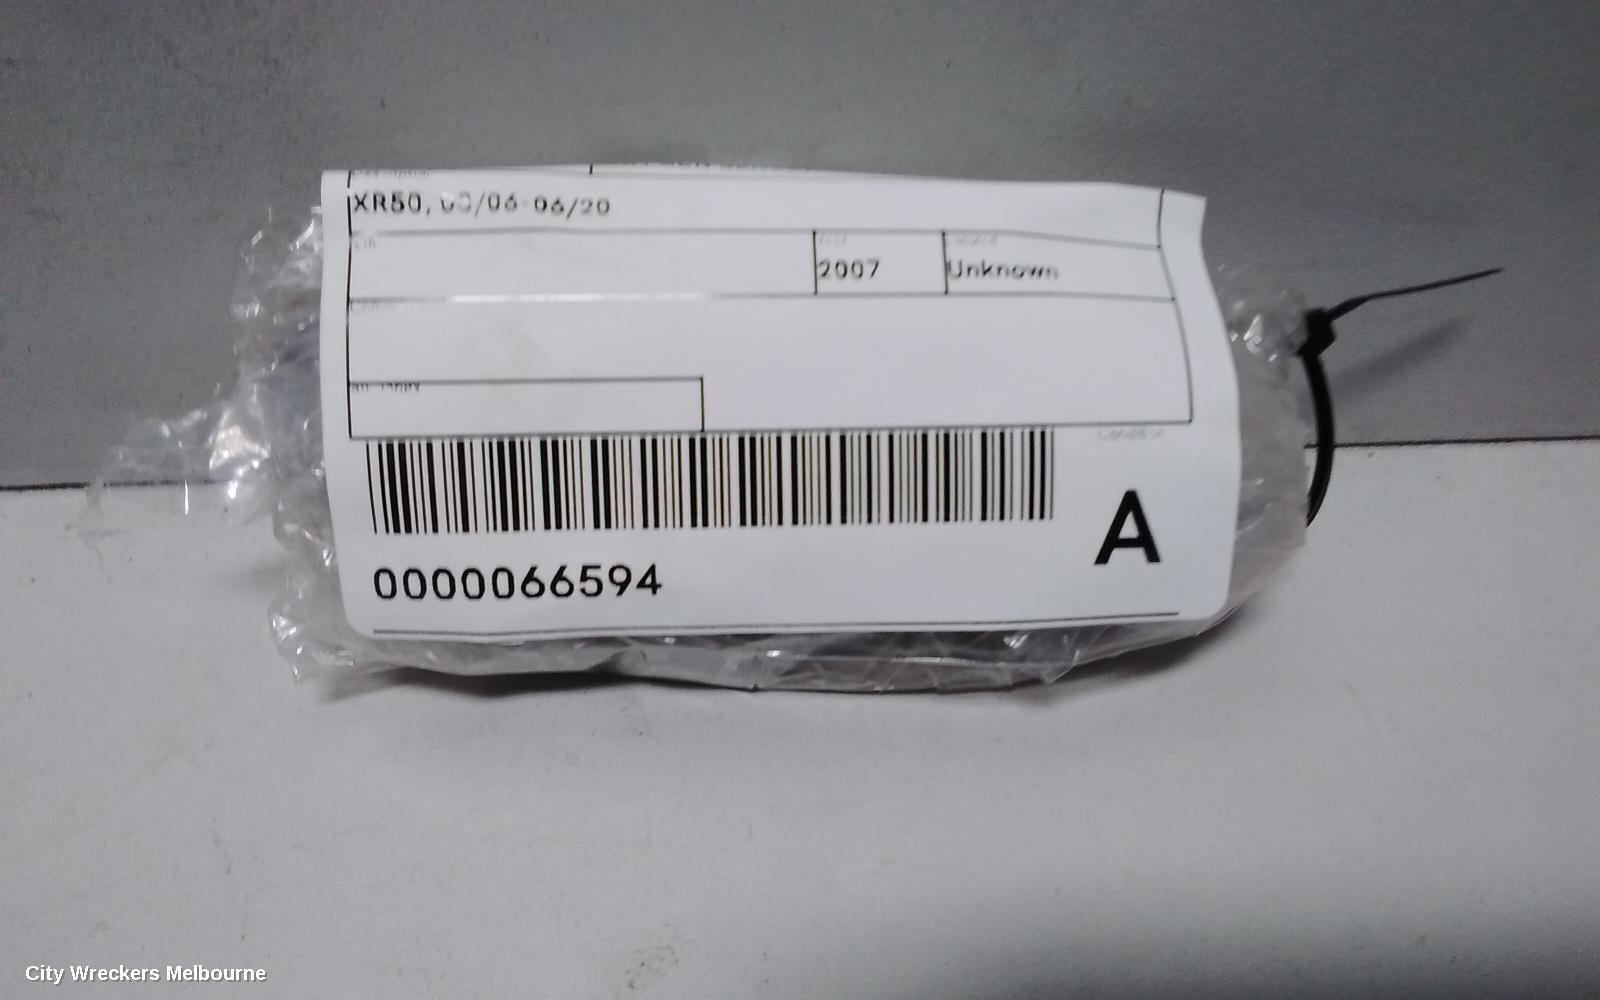 XR50, 03/06-06/20
2007
Unknown
0000066594
A
City Wreckers Melbourne